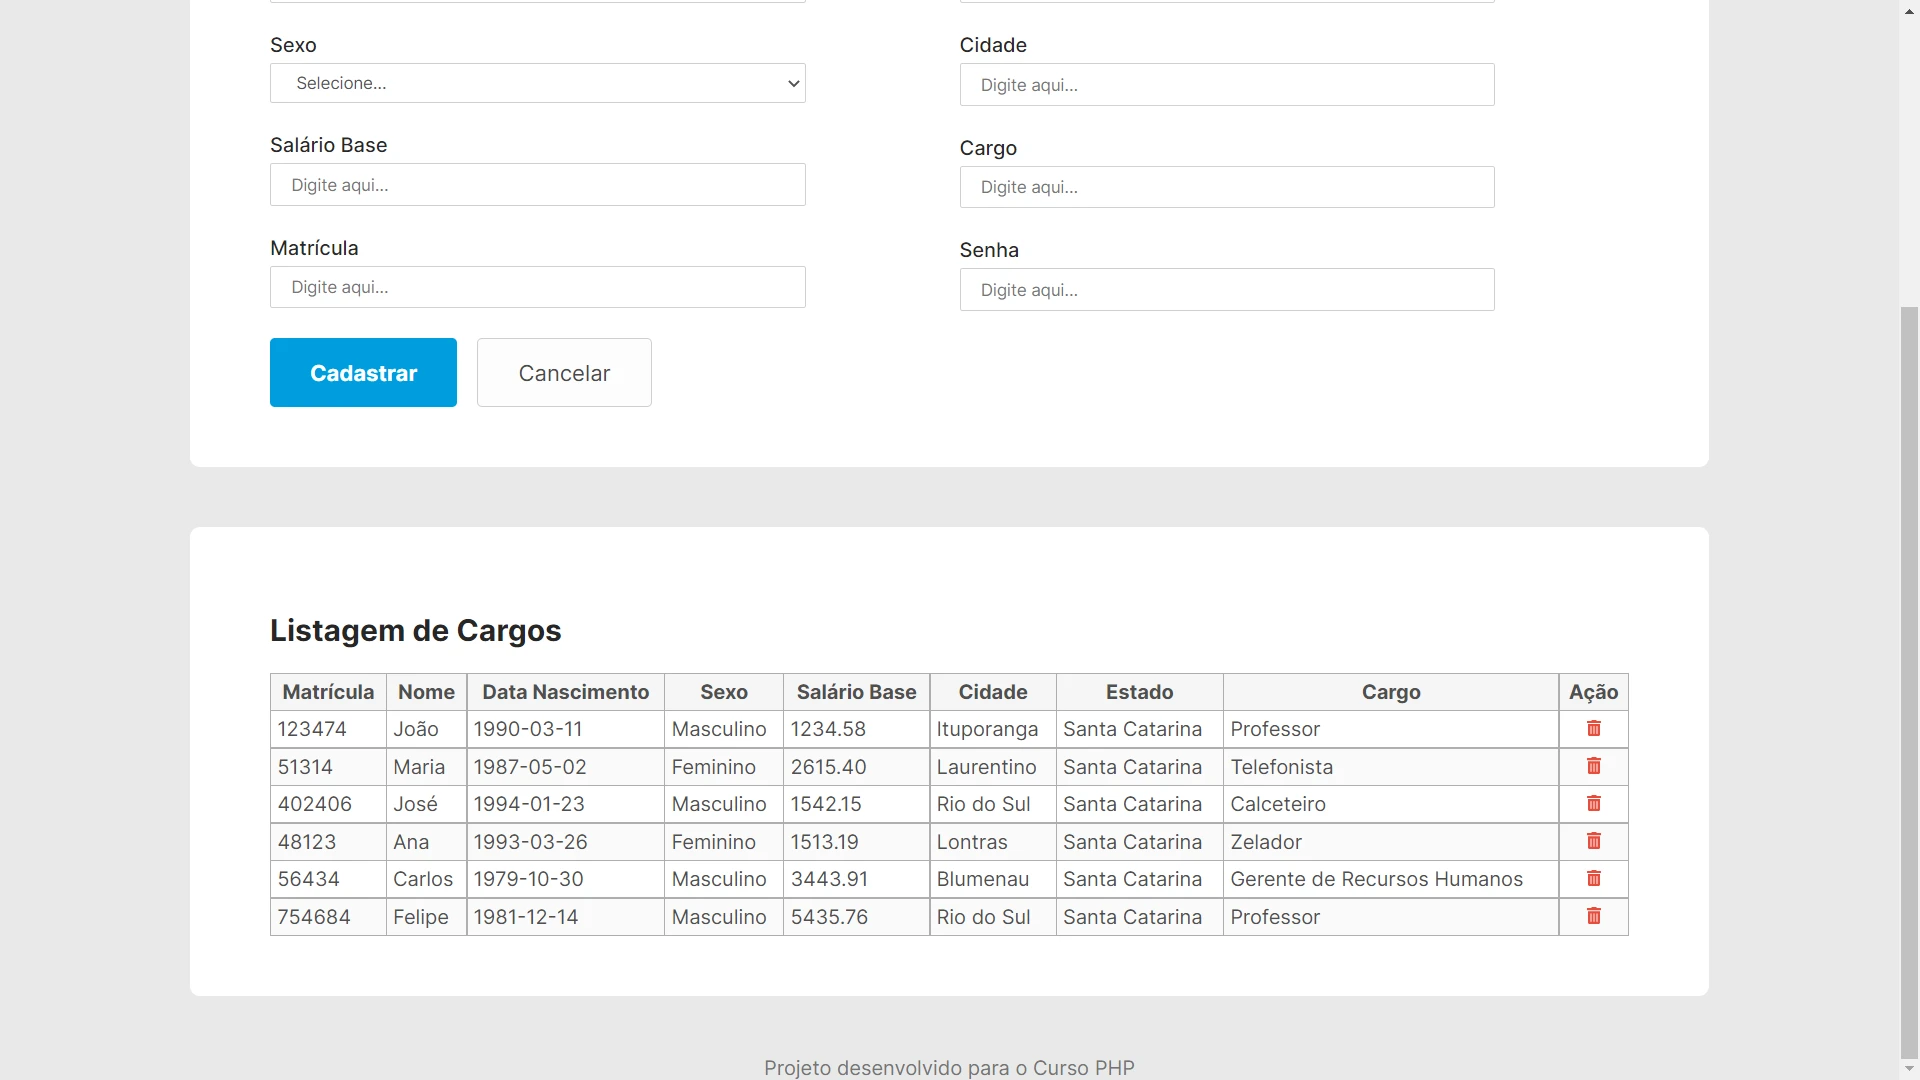 Sexo
Cidade
Selecione...
Digite aqui...
Salário Base
Cargo
Digite aqui...
Digite aqui...
Matrícula
Senha
Digite aqui...
Digite aqui...
Cadastrar Cancelar
Listagem de Cargos
Matrícula Nome Data Nascimento Sexo Salário Base Cidade Estado Cargo Ação
123474 João 1990-03-11 Masculino 1234.58 Ituporanga Santa Catarina Professor
51314 Maria 1987-05-02 Feminino 2615.40 Laurentino Santa Catarina Telefonista
402406 José 1994-01-23 Masculino 1542.15 Rio do Sul Santa Catarina Calceteiro
48123 Ana 1993-03-26 Feminino 1513.19 Lontras Santa Catarina Zelador
56434 Carlos 1979-10-30 Masculino 3443.91 Blumenau Santa Catarina Gerente de Recursos Humanos
754684 Felipe 1981-12-14 Masculino 5435.76 Rio do Sul Santa Catarina Professor
Projeto desenvolvido para o Curso PHP